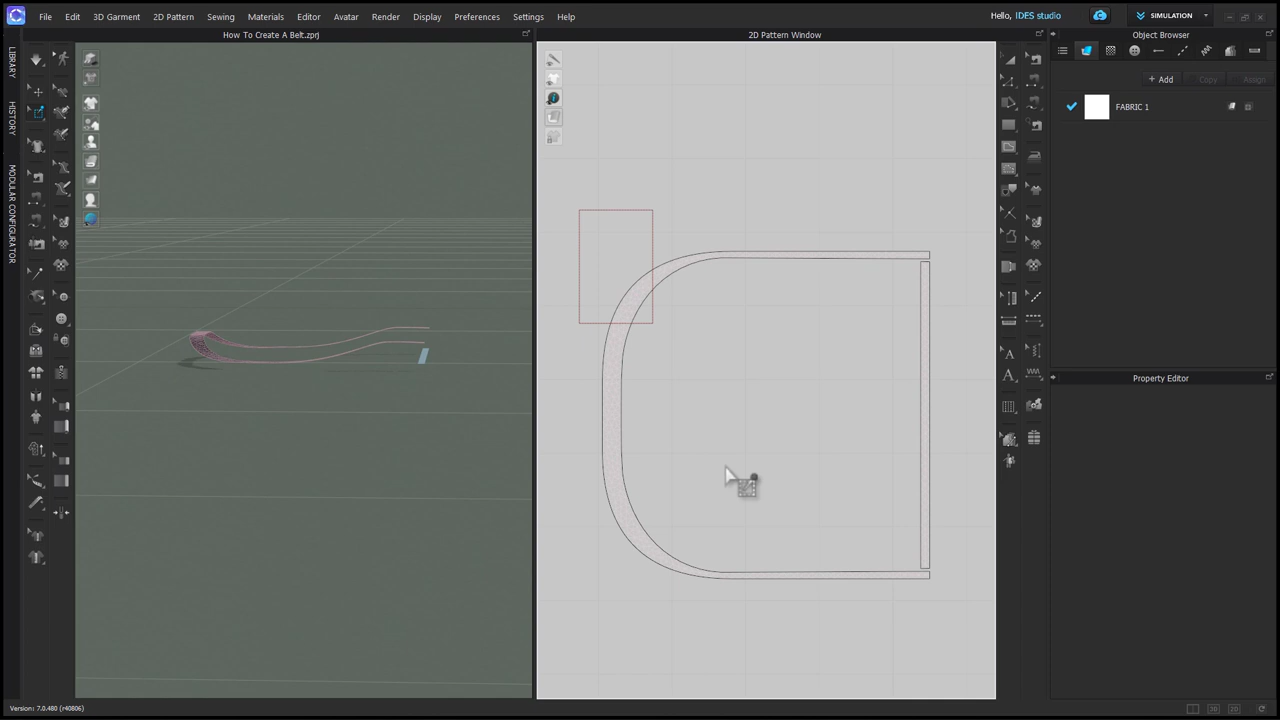 File Edit 3D Garment 2D Pattern Sewing Materials Editor Avatar Render Display Preferences Settings Help
Hello, IDES studio
SIMULATION
How To Create A Belt.zprj
2D Pattern Window
Object Browser
LIBRARY
HISTORY
MODULAR CONFIGURATOR
+ Add Copy Assign
FABRIC 1
Property Editor
Version: 7.0.480 (r40806)
3D
2D